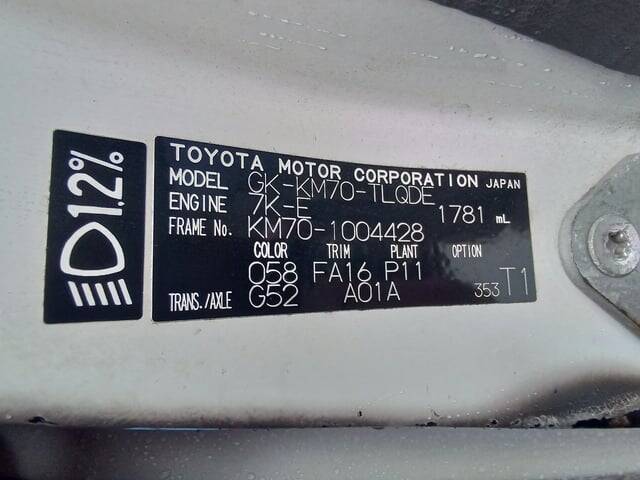 1.2%
TOYOTA MOTOR CORPORATION JAPAN
MODEL GK-KM70-TLQDE
ENGINE 7K-E 1781 mL
FRAME No. KM70-1004428
COLOR TRIM PLANT OPTION
058 FA16 P11
TRANS./AXLE G52 A01A 353 T1